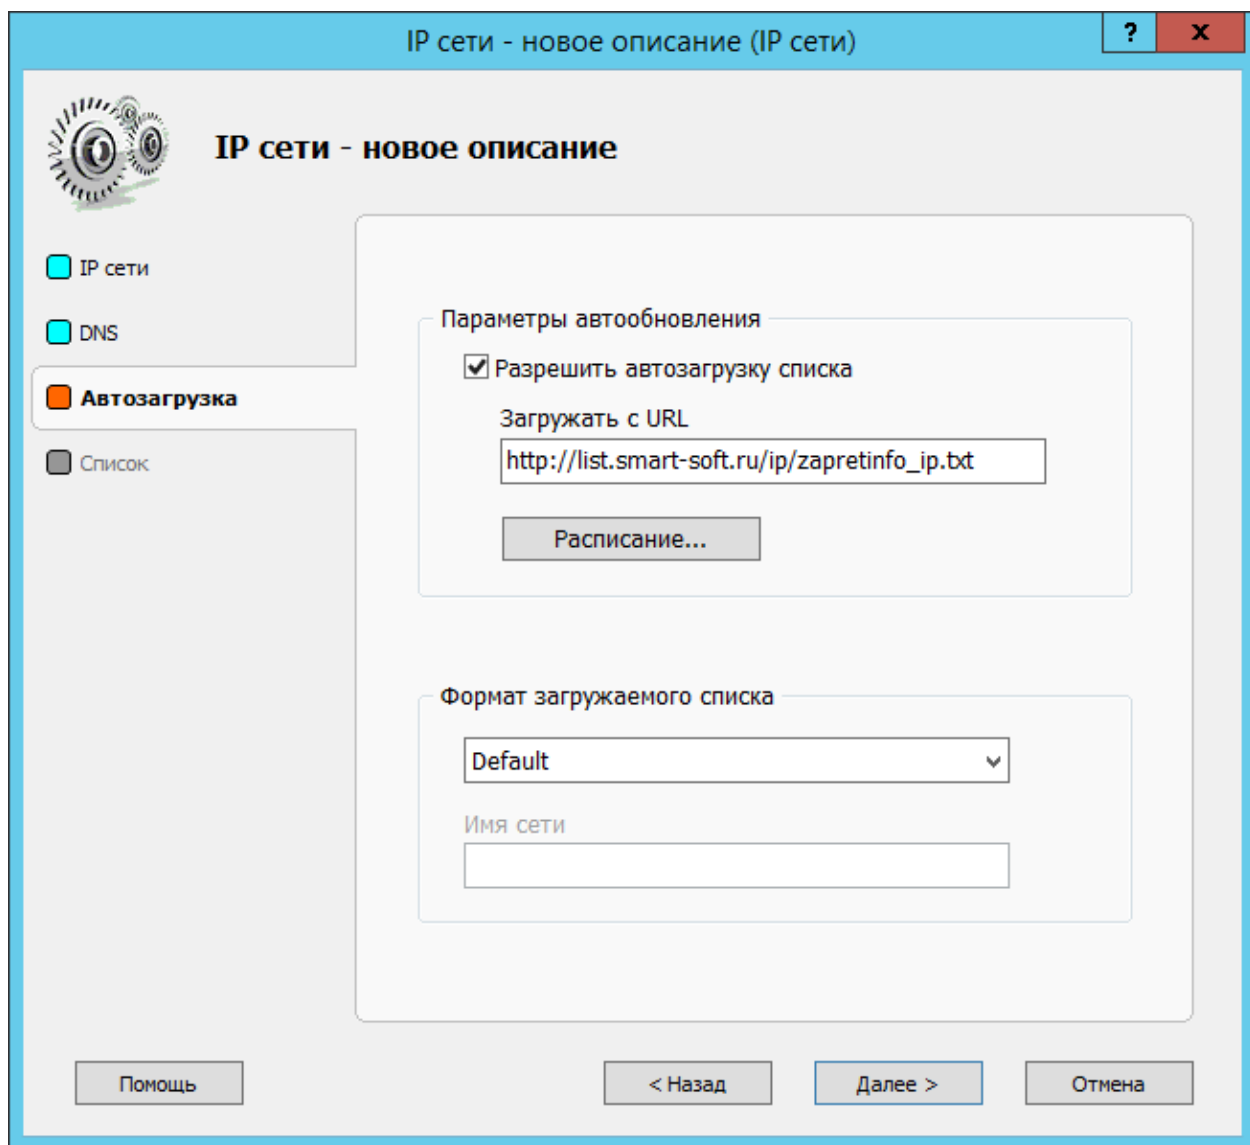 IP сети - новое описание (IP сети)
?
x
IP сети - новое описание
IP сети
DNS
Автозагрузка
Список
Параметры автообновления
Разрешить автозагрузку списка
Загружать с URL
http://list.smart-soft.ru/ip/zapretinfo_ip.txt
Расписание...
Формат загружаемого списка
Default
Имя сети
Помощь
< Назад
Далее >
Отмена